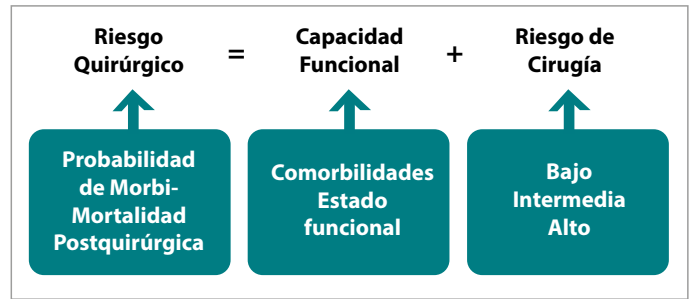 Riesgo
Quirúrgico
=
Capacidad
Funcional
+
Riesgo de
Cirugía
Probabilidad
de Morbi-
Mortalidad
Postquirúrgica
Comorbilidades
Estado
funcional
Bajo
Intermedia
Alto